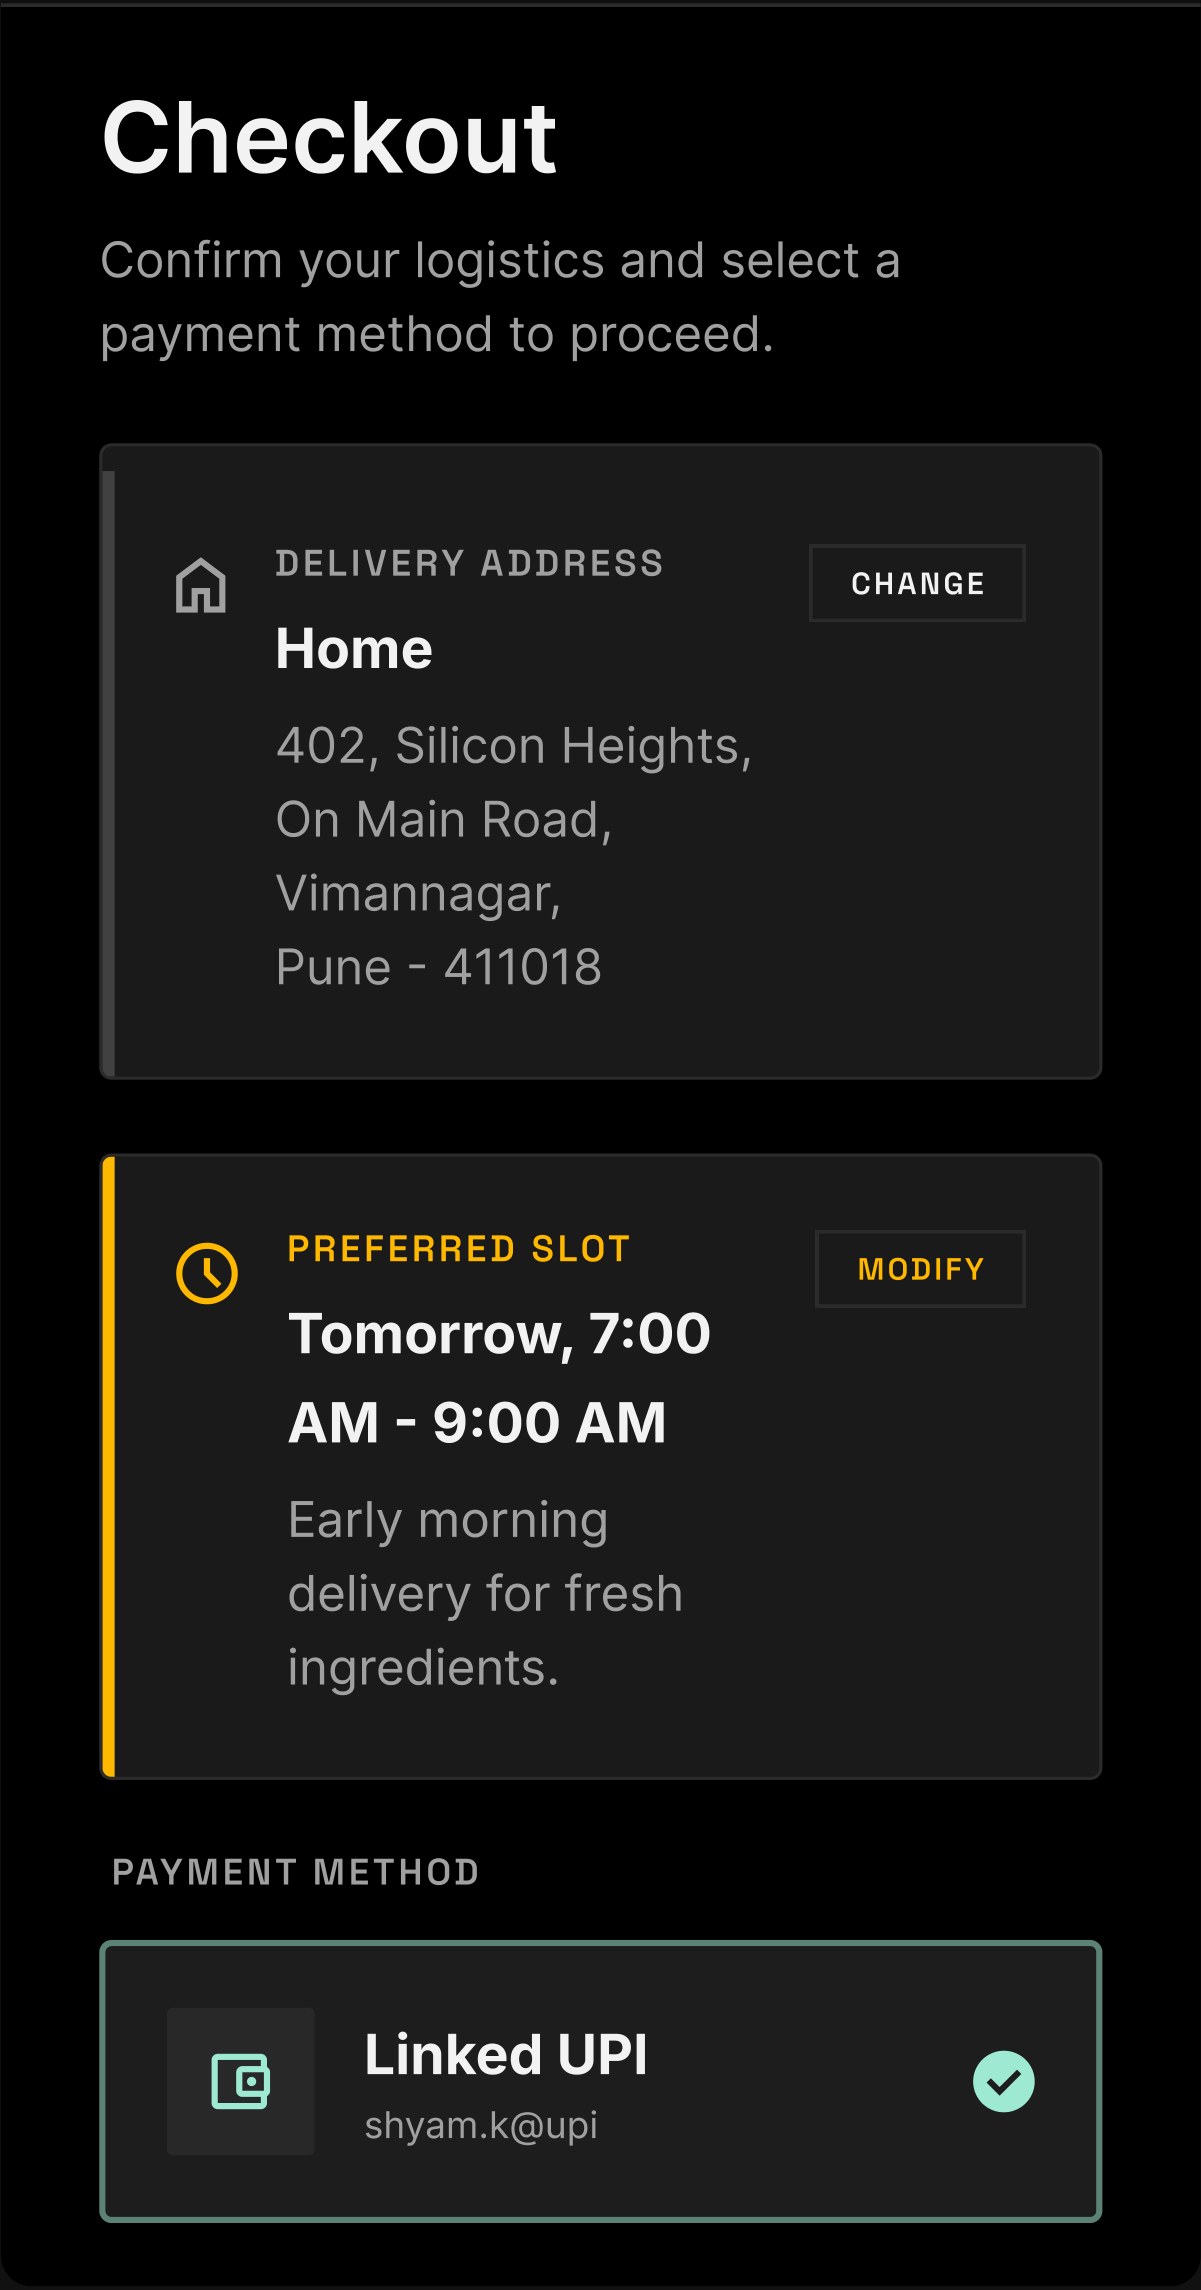 Checkout
Confirm your logistics and select a
payment method to proceed.
DELIVERY ADDRESS
CHANGE
Home
402, Silicon Heights,
On Main Road,
Vimannagar,
Pune - 411018
PREFERRED SLOT
MODIFY
Tomorrow, 7:00
AM - 9:00 AM
Early morning
delivery for fresh
ingredients.
PAYMENT METHOD
Linked UPI
shyam.k@upi